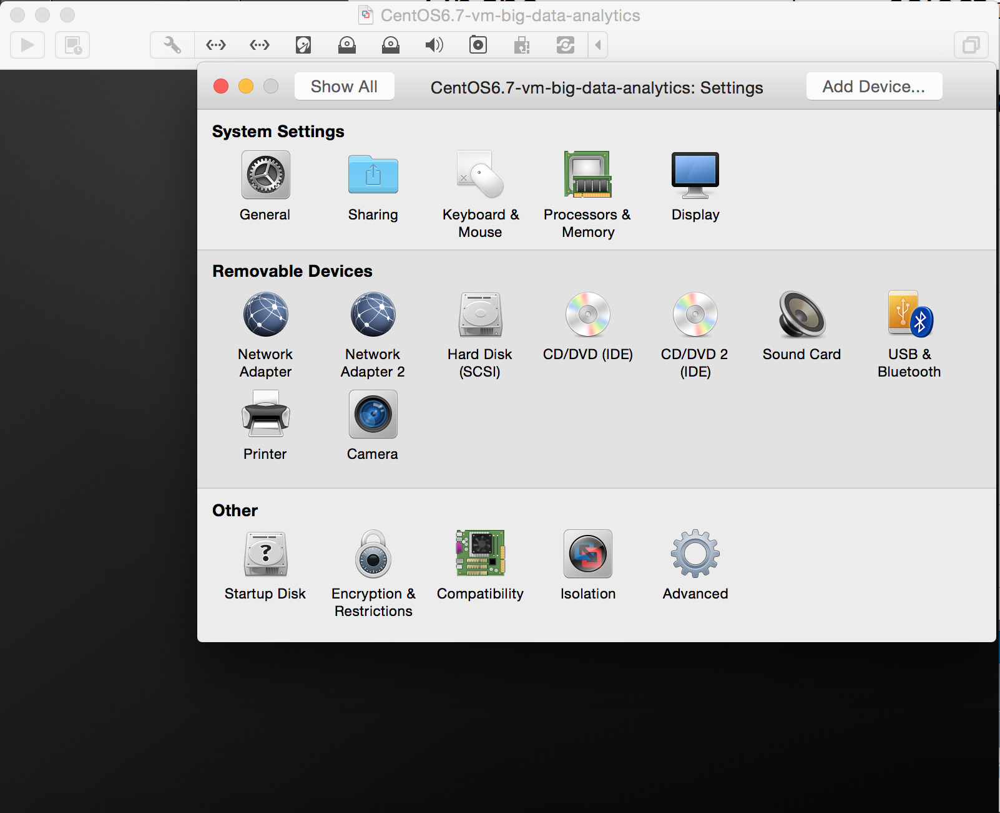 CentOS6.7-vm-big-data-analytics
Show All
CentOS6.7-vm-big-data-analytics: Settings
Add Device...
System Settings
General
Sharing
Keyboard &
Mouse
Processors &
Memory
Display
Removable Devices
Network
Adapter
Network
Adapter 2
Hard Disk
(SCSI)
CD/DVD (IDE)
CD/DVD 2
(IDE)
Sound Card
USB &
Bluetooth
Printer
Camera
Other
Startup Disk
Encryption &
Restrictions
Compatibility
Isolation
Advanced